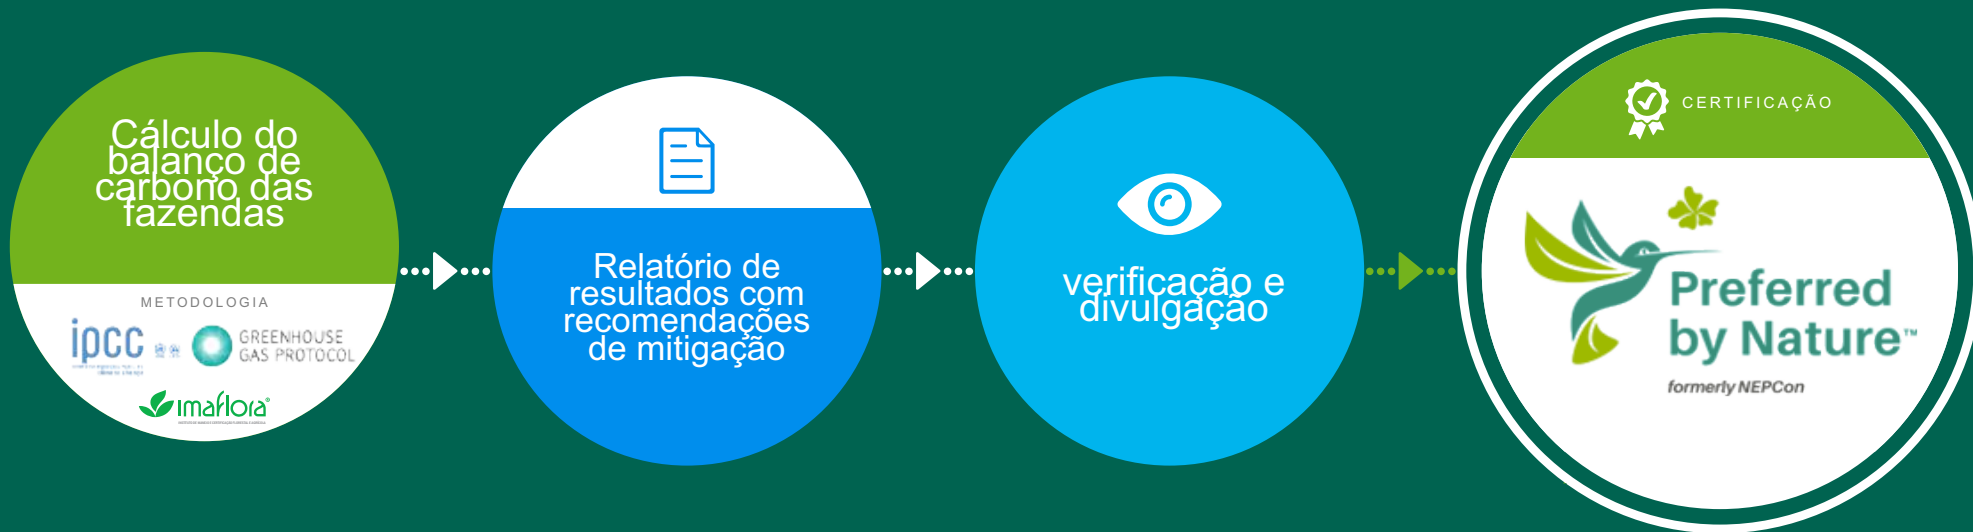 Cálculo do
balanço de
carbono das
fazendas
METODOLOGIA
ipcc
GREENHOUSE
GAS PROTOCOL
imaflora®
Relatório de
resultados com
recomendações
de mitigação
verificação e
divulgação
CERTIFICAÇÃO
Preferred
by Nature™
formerly NEPCon